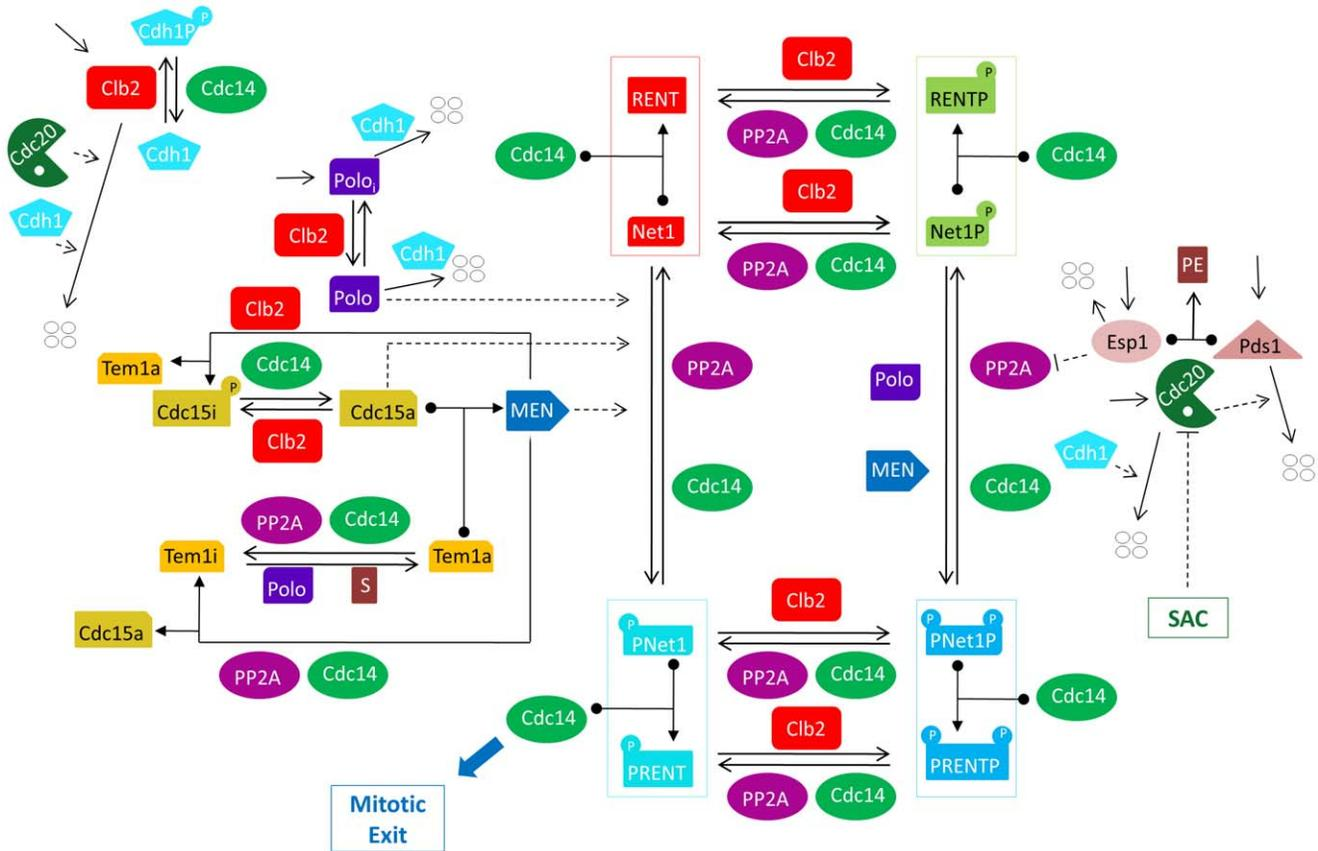 Cdh1P
P
Clb2
Cdc14
Cdh1
Cdc20
Cdh1
Cdh1
Poloi
Clb2
Cdh1
Polo
RENT
Cdc14
Net1
Clb2
PP2A
Cdc14
Clb2
PP2A
Cdc14
P
RENTP
Cdc14
P
Net1P
Clb2
Tem1a
Cdc14
P
Cdc15i
Clb2
Cdc15a
MEN
PP2A
Cdc14
Tem1i
Polo
S
Tem1a
Cdc15a
PP2A
Cdc14
PP2A
Cdc14
Polo
MEN
PP2A
Cdc14
PE
Esp1
Pds1
Cdc20
Cdh1
SAC
P
PNet1
Cdc14
P
PRENT
Clb2
PP2A
Cdc14
Clb2
PP2A
Cdc14
P
P
PNet1P
Cdc14
P
P
PRENTP
Mitotic
Exit